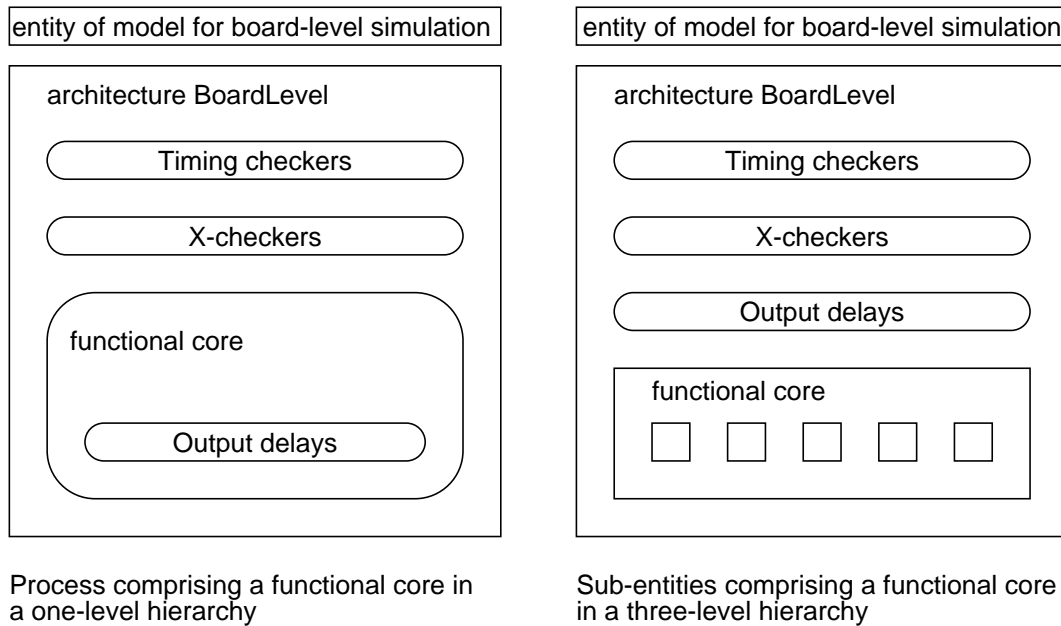 entity of model for board-level simulation
architecture BoardLevel
Timing checkers
X-checkers
functional core
Output delays
Process comprising a functional core in
a one-level hierarchy
entity of model for board-level simulation
architecture BoardLevel
Timing checkers
X-checkers
Output delays
functional core
Sub-entities comprising a functional core
in a three-level hierarchy